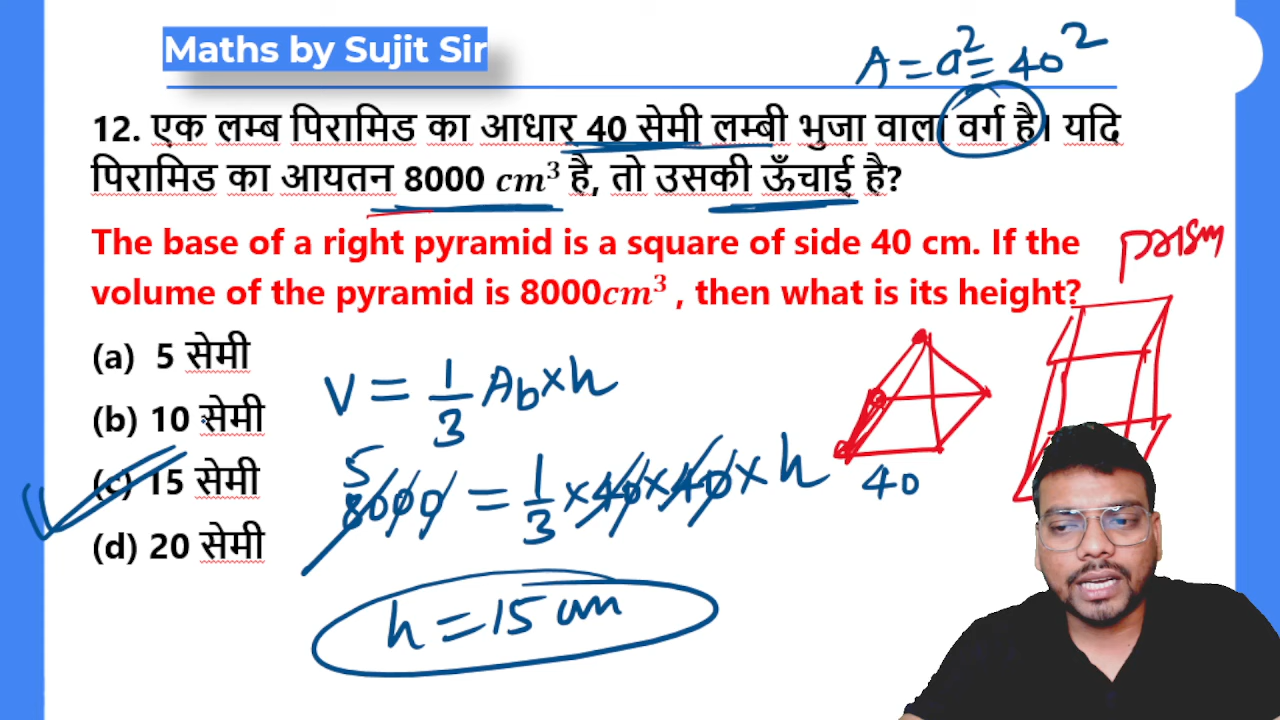 Maths by Sujit Sir
A = a² = 40²
12. एक लम्ब पिरामिड का आधार 40 सेमी लम्बी भुजा वाला वर्ग है। यदि
पिरामिड का आयतन 8000 cm³ है, तो उसकी ऊँचाई है?
The base of a right pyramid is a square of side 40 cm. If the
volume of the pyramid is 8000cm³ , then what is its height?
prism
(a) 5 सेमी
(b) 10 सेमी
(c) 15 सेमी
(d) 20 सेमी
V = 1/3 Ab × h
5
8000 = 1/3 × 40 × 40 × h
40
h = 15 cm